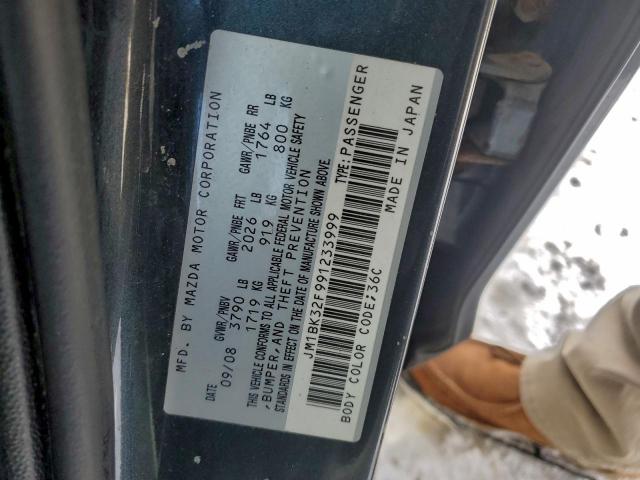 MFD. BY MAZDA MOTOR CORPORATION
DATE GVWR/PNBV GAWR/PNBE FRT GAWR/PNBE RR
09/08 3790 LB 2026 LB 1764 LB
1719 KG 919 KG 800 KG
THIS VEHICLE CONFORMS TO ALL APPLICABLE FEDERAL MOTOR VEHICLE SAFETY
, BUMPER, AND THEFT PREVENTION
STANDARDS IN EFFECT ON THE DATE OF MANUFACTURE SHOWN ABOVE
JM1BK32F991233999 TYPE:PASSENGER
BODY COLOR CODE;36C MADE IN JAPAN